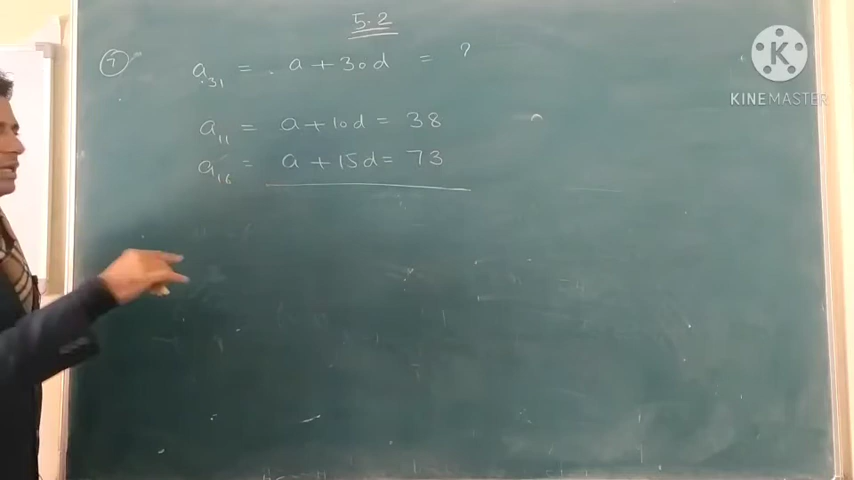 5.2
7 a₃₁ = a + 30d = ?
a₁₁ = a + 10d = 38
a₁₆ = a + 15d = 73
K
KINEMASTER